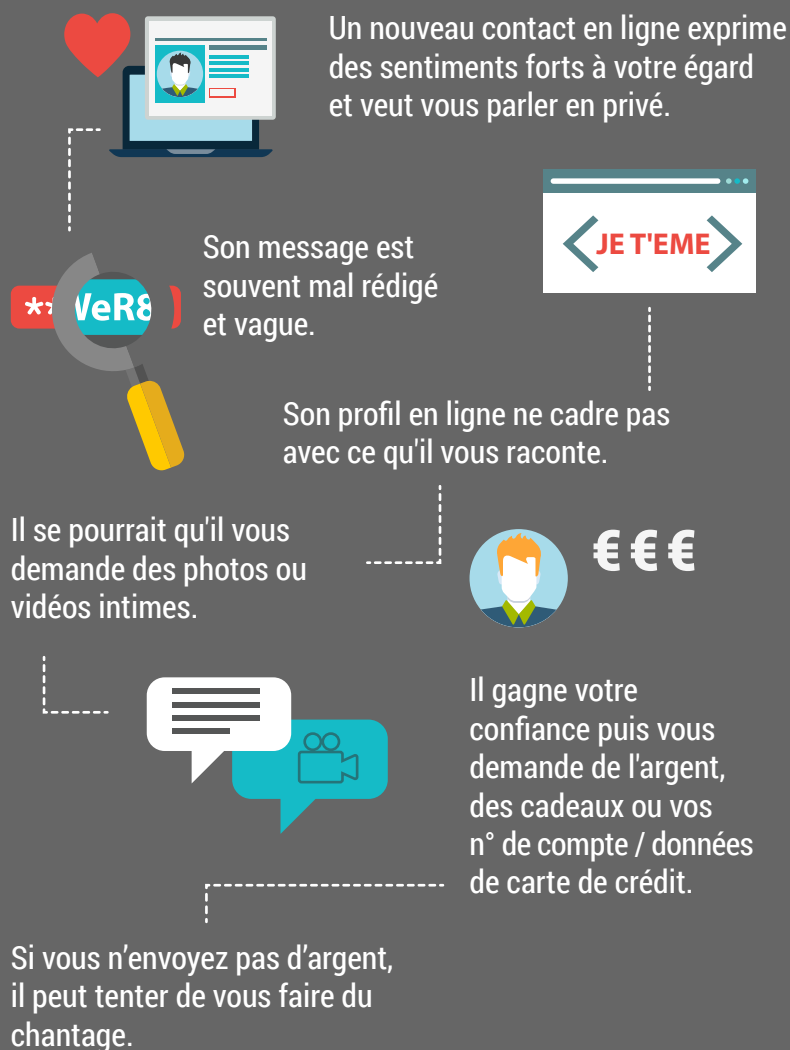 Un nouveau contact en ligne exprime
des sentiments forts à votre égard
et veut vous parler en privé.
JE T'EME
Son message est
souvent mal rédigé
et vague.
** WeR8
Son profil en ligne ne cadre pas
avec ce qu'il vous raconte.
Il se pourrait qu'il vous
demande des photos ou
vidéos intimes.
€ € €
Il gagne votre
confiance puis vous
demande de l'argent,
des cadeaux ou vos
n° de compte / données
de carte de crédit.
Si vous n’envoyez pas d’argent,
il peut tenter de vous faire du
chantage.